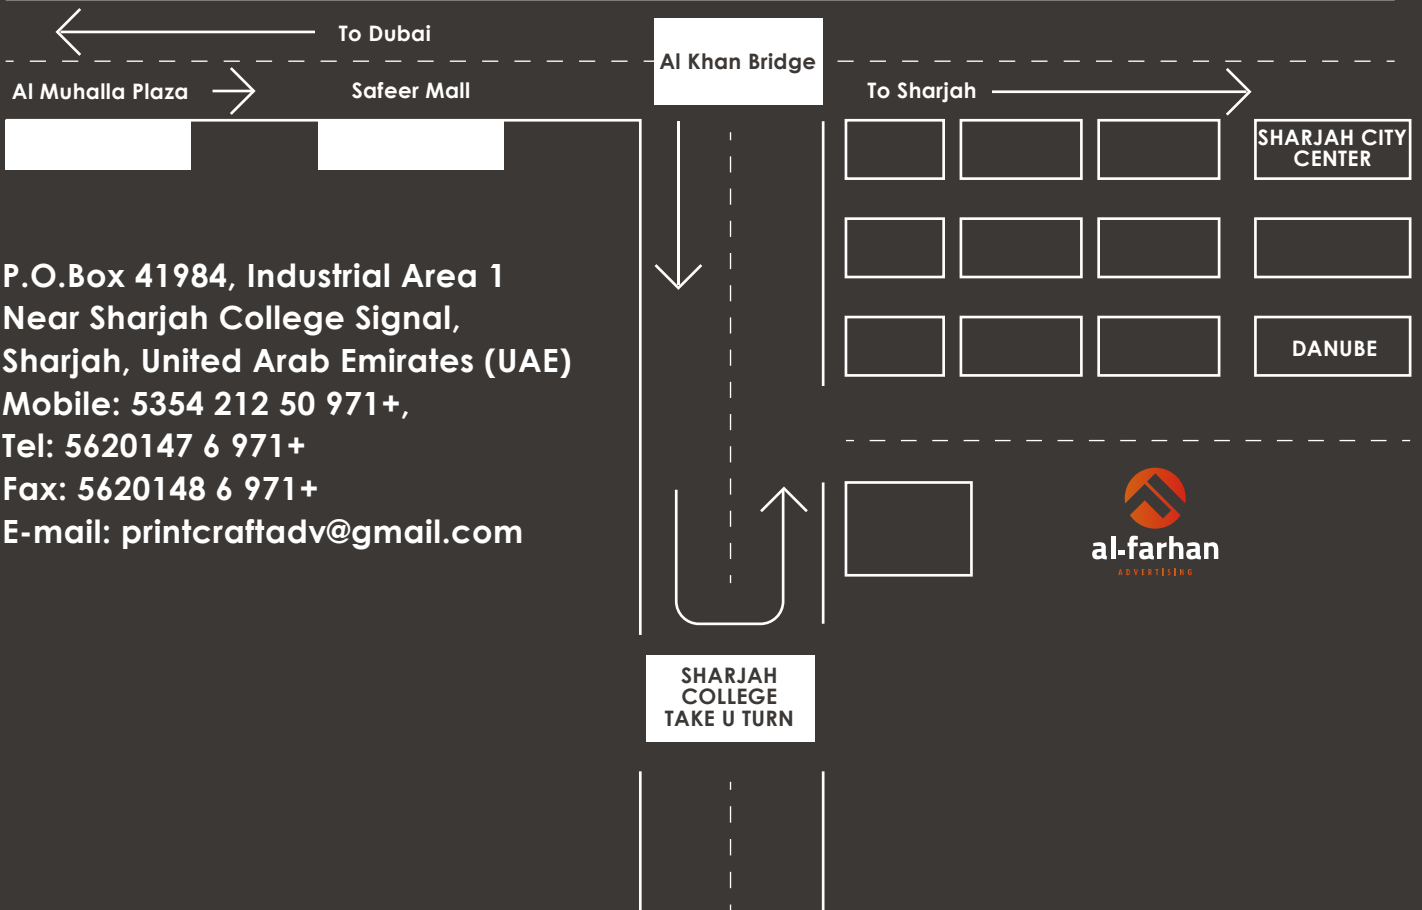 To Dubai
Al Khan Bridge
Al Muhalla Plaza
Safeer Mall
To Sharjah
SHARJAH CITY
CENTER
P.O.Box 41984, Industrial Area 1
Near Sharjah College Signal,
Sharjah, United Arab Emirates (UAE)
Mobile: 5354 212 50 971+,
Tel: 5620147 6 971+
Fax: 5620148 6 971+
E-mail: printcraftadv@gmail.com
DANUBE
al-farhan
ADVERTISING
SHARJAH
COLLEGE
TAKE U TURN